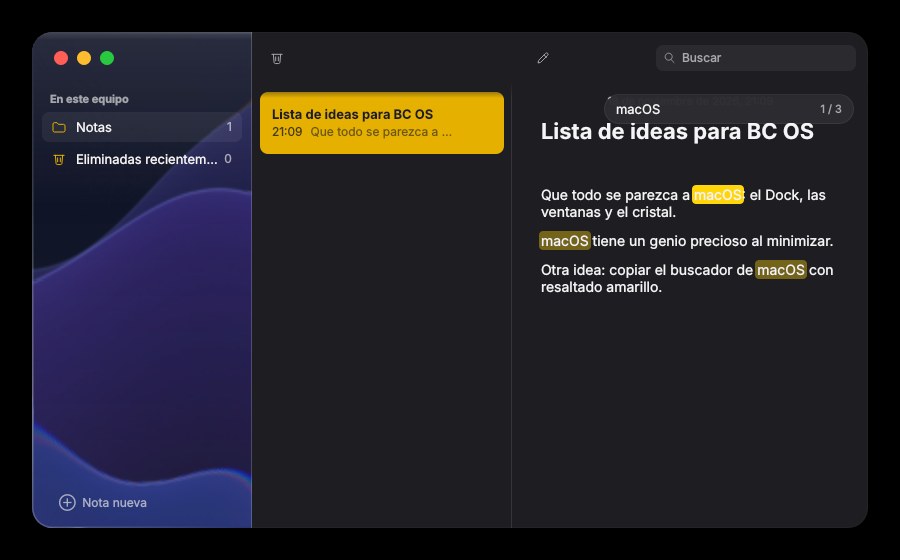 Buscar
En este equipo
Notas 1
Eliminadas recientem... 0
Nota nueva
Lista de ideas para BC OS
21:09 Que todo se parezca a ...
macOS 1 / 3
Lista de ideas para BC OS
Que todo se parezca a macOS: el Dock, las
ventanas y el cristal.
macOS tiene un genio precioso al minimizar.
Otra idea: copiar el buscador de macOS con
resaltado amarillo.